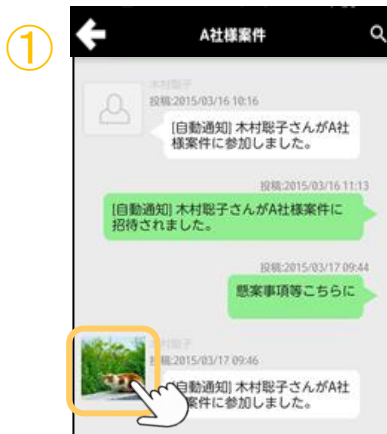 ①
A社様案件
木村聡子
投稿:2015/03/16 10:16
[自動通知] 木村聡子さんがA社
様案件に参加しました。
投稿:2015/03/16 11:13
[自動通知] 木村聡子さんがA社様案件に
招待されました。
投稿:2015/03/17 09:44
懸案事項等こちらに
木村聡子
投稿:2015/03/17 09:46
[自動通知] 木村聡子さんがA社
様案件に参加しました。